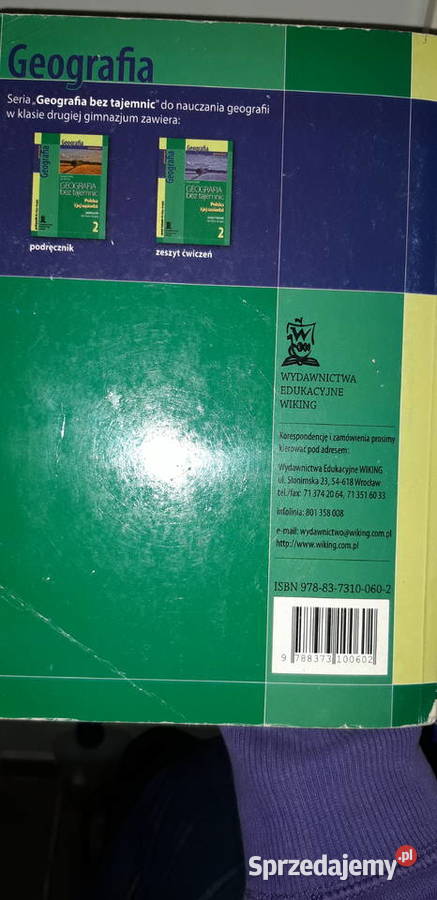 Geografia
Seria „Geografia bez tajemnic” do nauczania geografii
w klasie drugiej gimnazjum zawiera:
Geografia
Geografia
GEOGRAFIA
bez tajemnic
Polska
i jej sąsiedzi
2
podręcznik
Geografia
Geografia
GEOGRAFIA
bez tajemnic
Polska
i jej sąsiedzi
2
zeszyt ćwiczeń
W
WYDAWNICTWA
EDUKACYJNE
WIKING
Korespondencję i zamówienia prosimy
kierować pod adresem:
Wydawnictwa Edukacyjne WIKING
ul. Słonimska 23, 54-618 Wrocław
tel./fax: 71 374 20 64, 71 351 60 33
infolinia: 801 358 008
e-mail: wydawnictwo@wiking.com.pl
http://www.wiking.com.pl
ISBN 978-83-7310-060-2
9 788373 100602
Sprzedajemy.pl